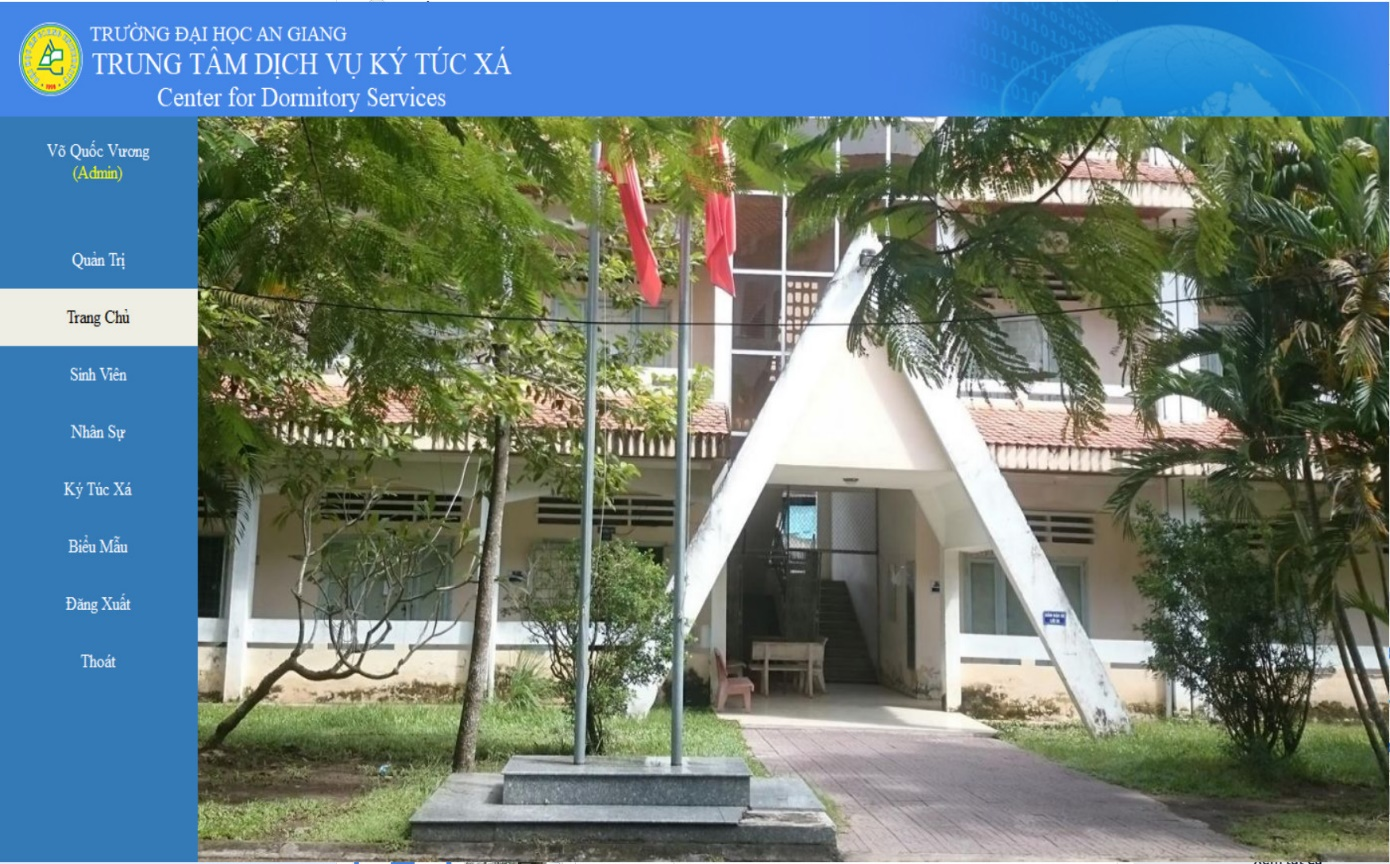 TRƯỜNG ĐẠI HỌC AN GIANG
TRUNG TÂM DỊCH VỤ KÝ TÚC XÁ
Center for Dormitory Services
Võ Quốc Vương
(Admin)
Quản Trị
Trang Chủ
Sinh Viên
Nhân Sự
Ký Túc Xá
Biểu Mẫu
Đăng Xuất
Thoát